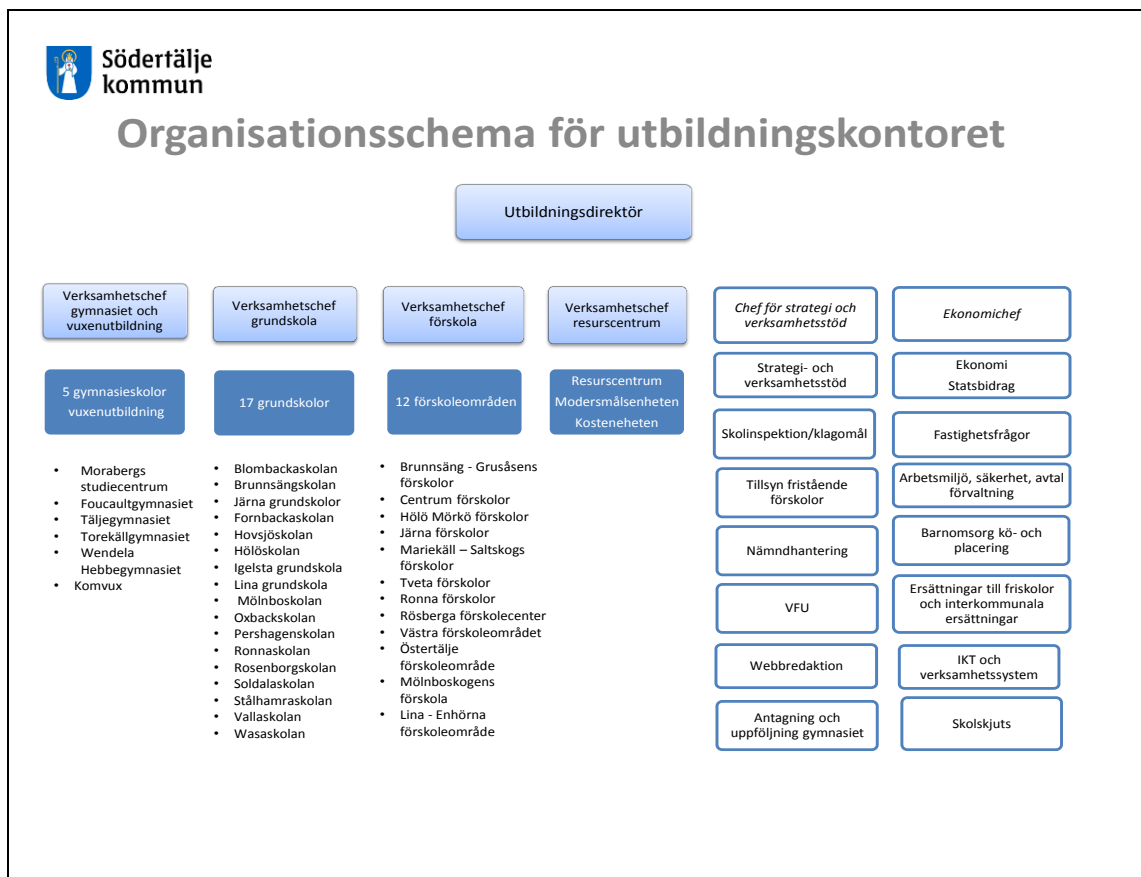 Södertälje
kommun
Organisationsschema för utbildningskontoret
Utbildningsdirektör
Verksamhetschef
gymnasiet och
vuxenutbildning
5 gymnasieskolor
vuxenutbildning
• Morabergs
studiecentrum
• Foucaultgymnasiet
• Täljegymnasiet
• Torekällgymnasiet
• Wendela
Hebbegymnasiet
• Komvux
Verksamhetschef
grundskola
17 grundskolor
• Blombackaskolan
• Brunnsängskolan
• Järna grundskolor
• Fornbackaskolan
• Hovsjöskolan
• Hölöskolan
• Igelsta grundskola
• Lina grundskola
• Mölnboskolan
• Oxbackskolan
• Pershagenskolan
• Ronnaskolan
• Rosenborgskolan
• Soldalaskolan
• Stålhamraskolan
• Vallaskolan
• Wasaskolan
Verksamhetschef
förskola
12 förskoleområden
• Brunnsäng - Grusåsens
förskolor
• Centrum förskolor
• Hölö Mörkö förskolor
• Järna förskolor
• Mariekäll – Saltskogs
förskolor
• Tveta förskolor
• Ronna förskolor
• Rösberga förskolecenter
• Västra förskoleområdet
• Östertälje
förskoleområde
• Mölnboskogens
förskola
• Lina - Enhörna
förskoleområde
Verksamhetschef
resurscentrum
Resurscentrum
Modersmålsenheten
Kosteneheten
Chef för strategi och
verksamhetsstöd
Strategi- och
verksamhetsstöd
Skolinspektion/klagomål
Tillsyn fristående
förskolor
Nämndhantering
VFU
Webbredaktion
Antagning och
uppföljning gymnasiet
Ekonomichef
Ekonomi
Statsbidrag
Fastighetsfrågor
Arbetsmiljö, säkerhet, avtal
förvaltning
Barnomsorg kö- och
placering
Ersättningar till friskolor
och interkommunala
ersättningar
IKT och
verksamhetssystem
Skolskjuts